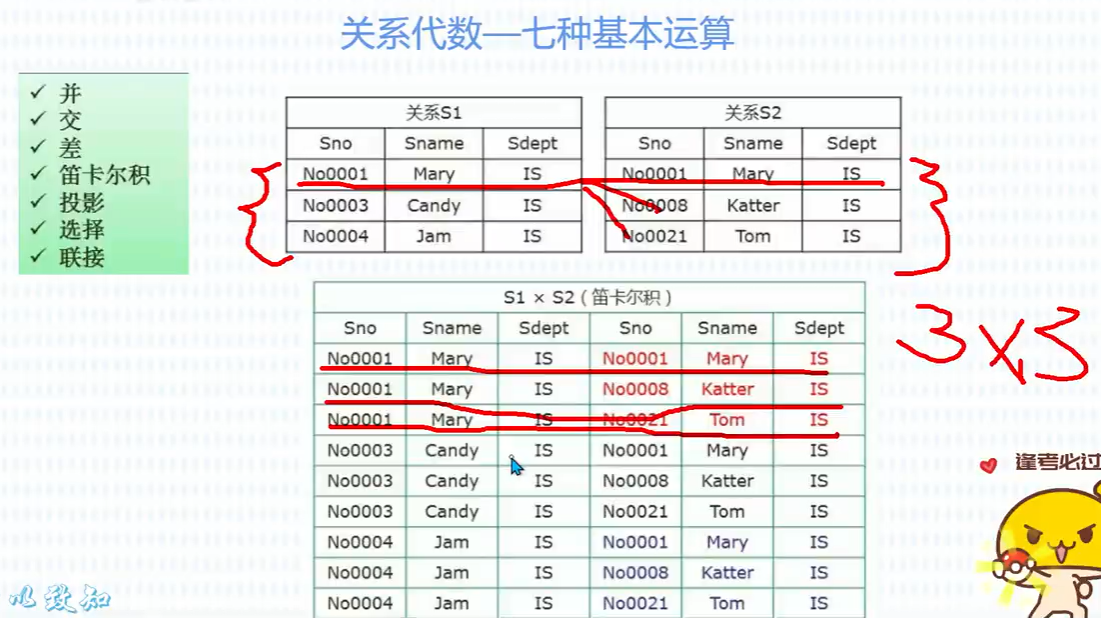 关系代数—七种基本运算
✓ 并
✓ 交
✓ 差
✓ 笛卡尔积
✓ 投影
✓ 选择
✓ 联接
关系S1
Sno Sname Sdept
No0001 Mary IS
No0003 Candy IS
No0004 Jam IS
关系S2
Sno Sname Sdept
No0001 Mary IS
No0008 Katter IS
No0021 Tom IS
3×3
S1 × S2 ( 笛卡尔积 )
Sno Sname Sdept Sno Sname Sdept
No0001 Mary IS No0001 Mary IS
No0001 Mary IS No0008 Katter IS
No0001 Mary IS No0021 Tom IS
No0003 Candy IS No0001 Mary IS
No0003 Candy IS No0008 Katter IS
No0003 Candy IS No0021 Tom IS
No0004 Jam IS No0001 Mary IS
No0004 Jam IS No0008 Katter IS
No0004 Jam IS No0021 Tom IS
逢考必过
以致知